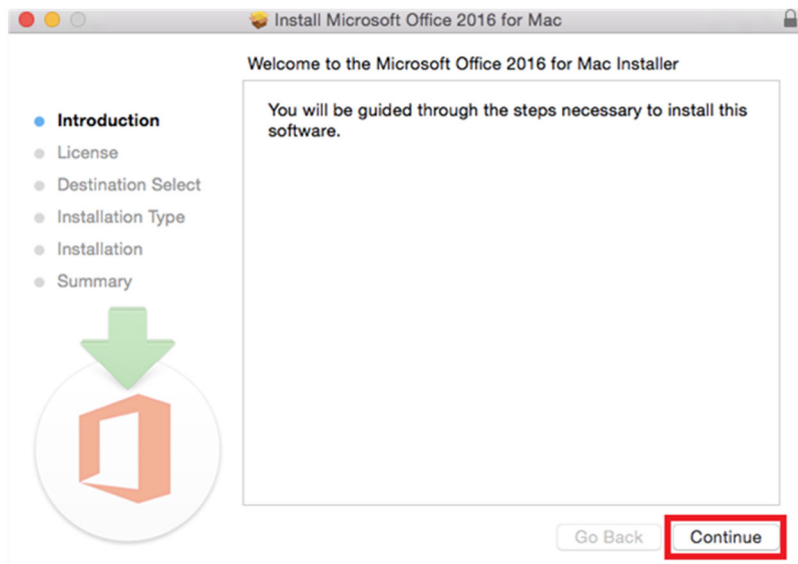 Install Microsoft Office 2016 for Mac
Welcome to the Microsoft Office 2016 for Mac Installer
Introduction
License
Destination Select
Installation Type
Installation
Summary
You will be guided through the steps necessary to install this
software.
Go Back
Continue